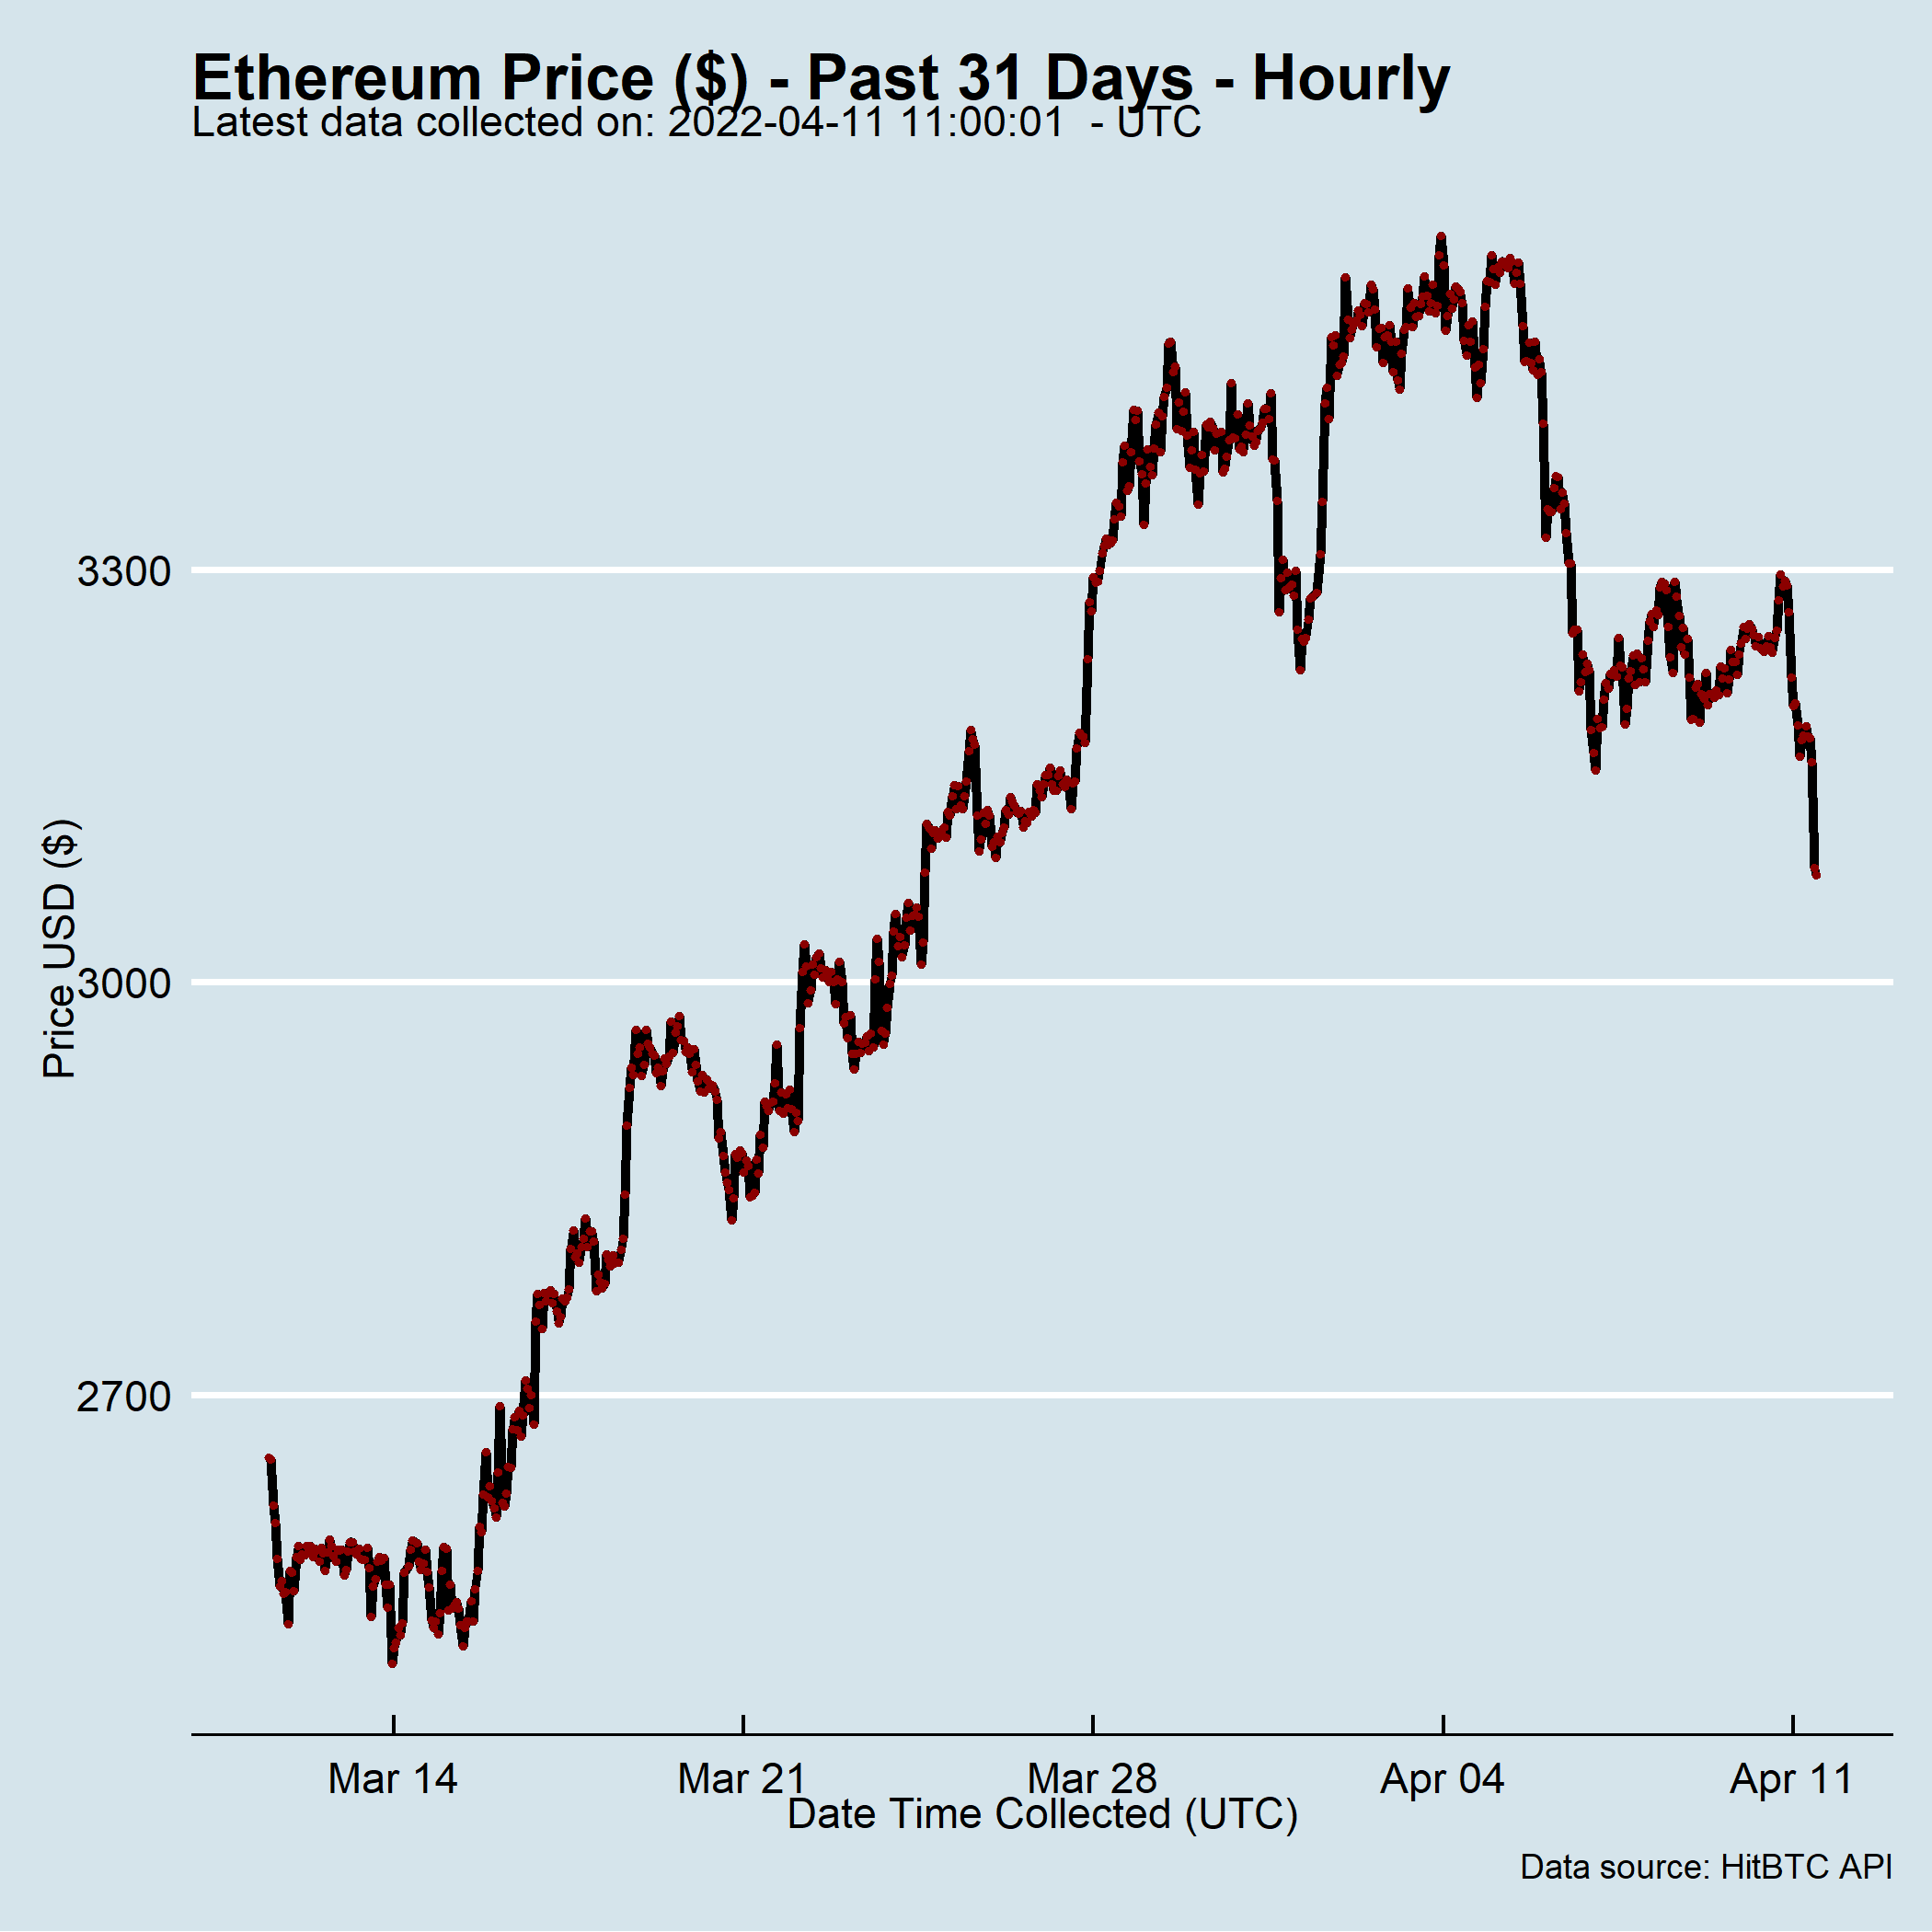 Ethereum Price ($) - Past 31 Days - Hourly
Latest data collected on: 2022-04-11 11:00:01  - UTC
Price USD ($)
3300
3000
2700
Mar 14
Mar 21
Mar 28
Apr 04
Apr 11
Date Time Collected (UTC)
Data source: HitBTC API